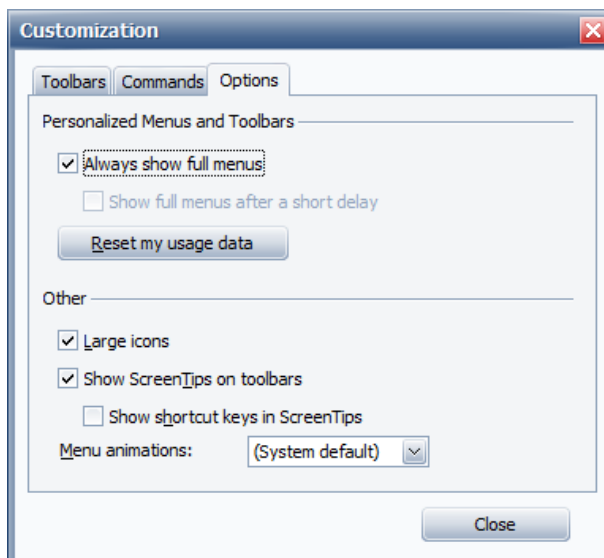 Customization
Toolbars Commands Options
Personalized Menus and Toolbars
Always show full menus
Show full menus after a short delay
Reset my usage data
Other
Large icons
Show ScreenTips on toolbars
Show shortcut keys in ScreenTips
Menu animations: (System default)
Close